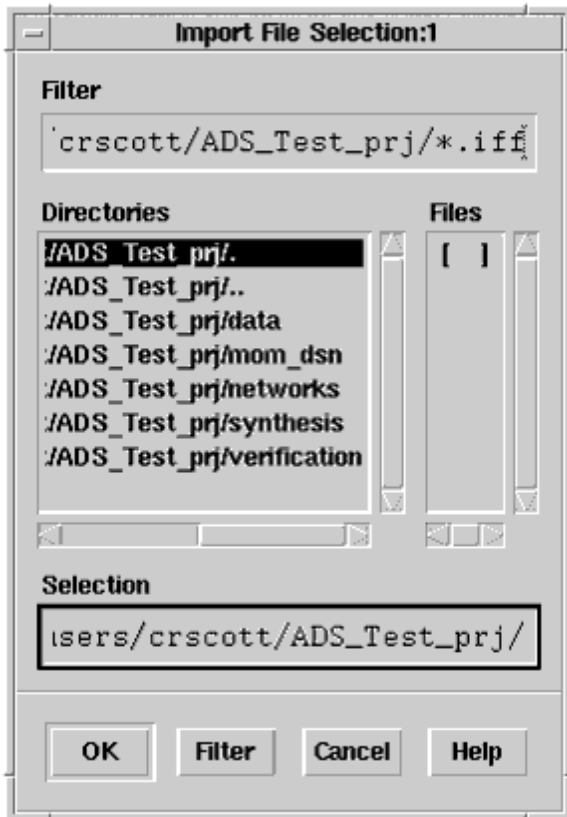 Import File Selection:1
Filter
crscott/ADS_Test_prj/*.iff
Directories
Files
:/ADS_Test_prj/.
:/ADS_Test_prj/..
:/ADS_Test_prj/data
:/ADS_Test_prj/mom_dsn
:/ADS_Test_prj/networks
:/ADS_Test_prj/synthesis
:/ADS_Test_prj/verification
[ ]
Selection
users/crscott/ADS_Test_prj/
OK
Filter
Cancel
Help